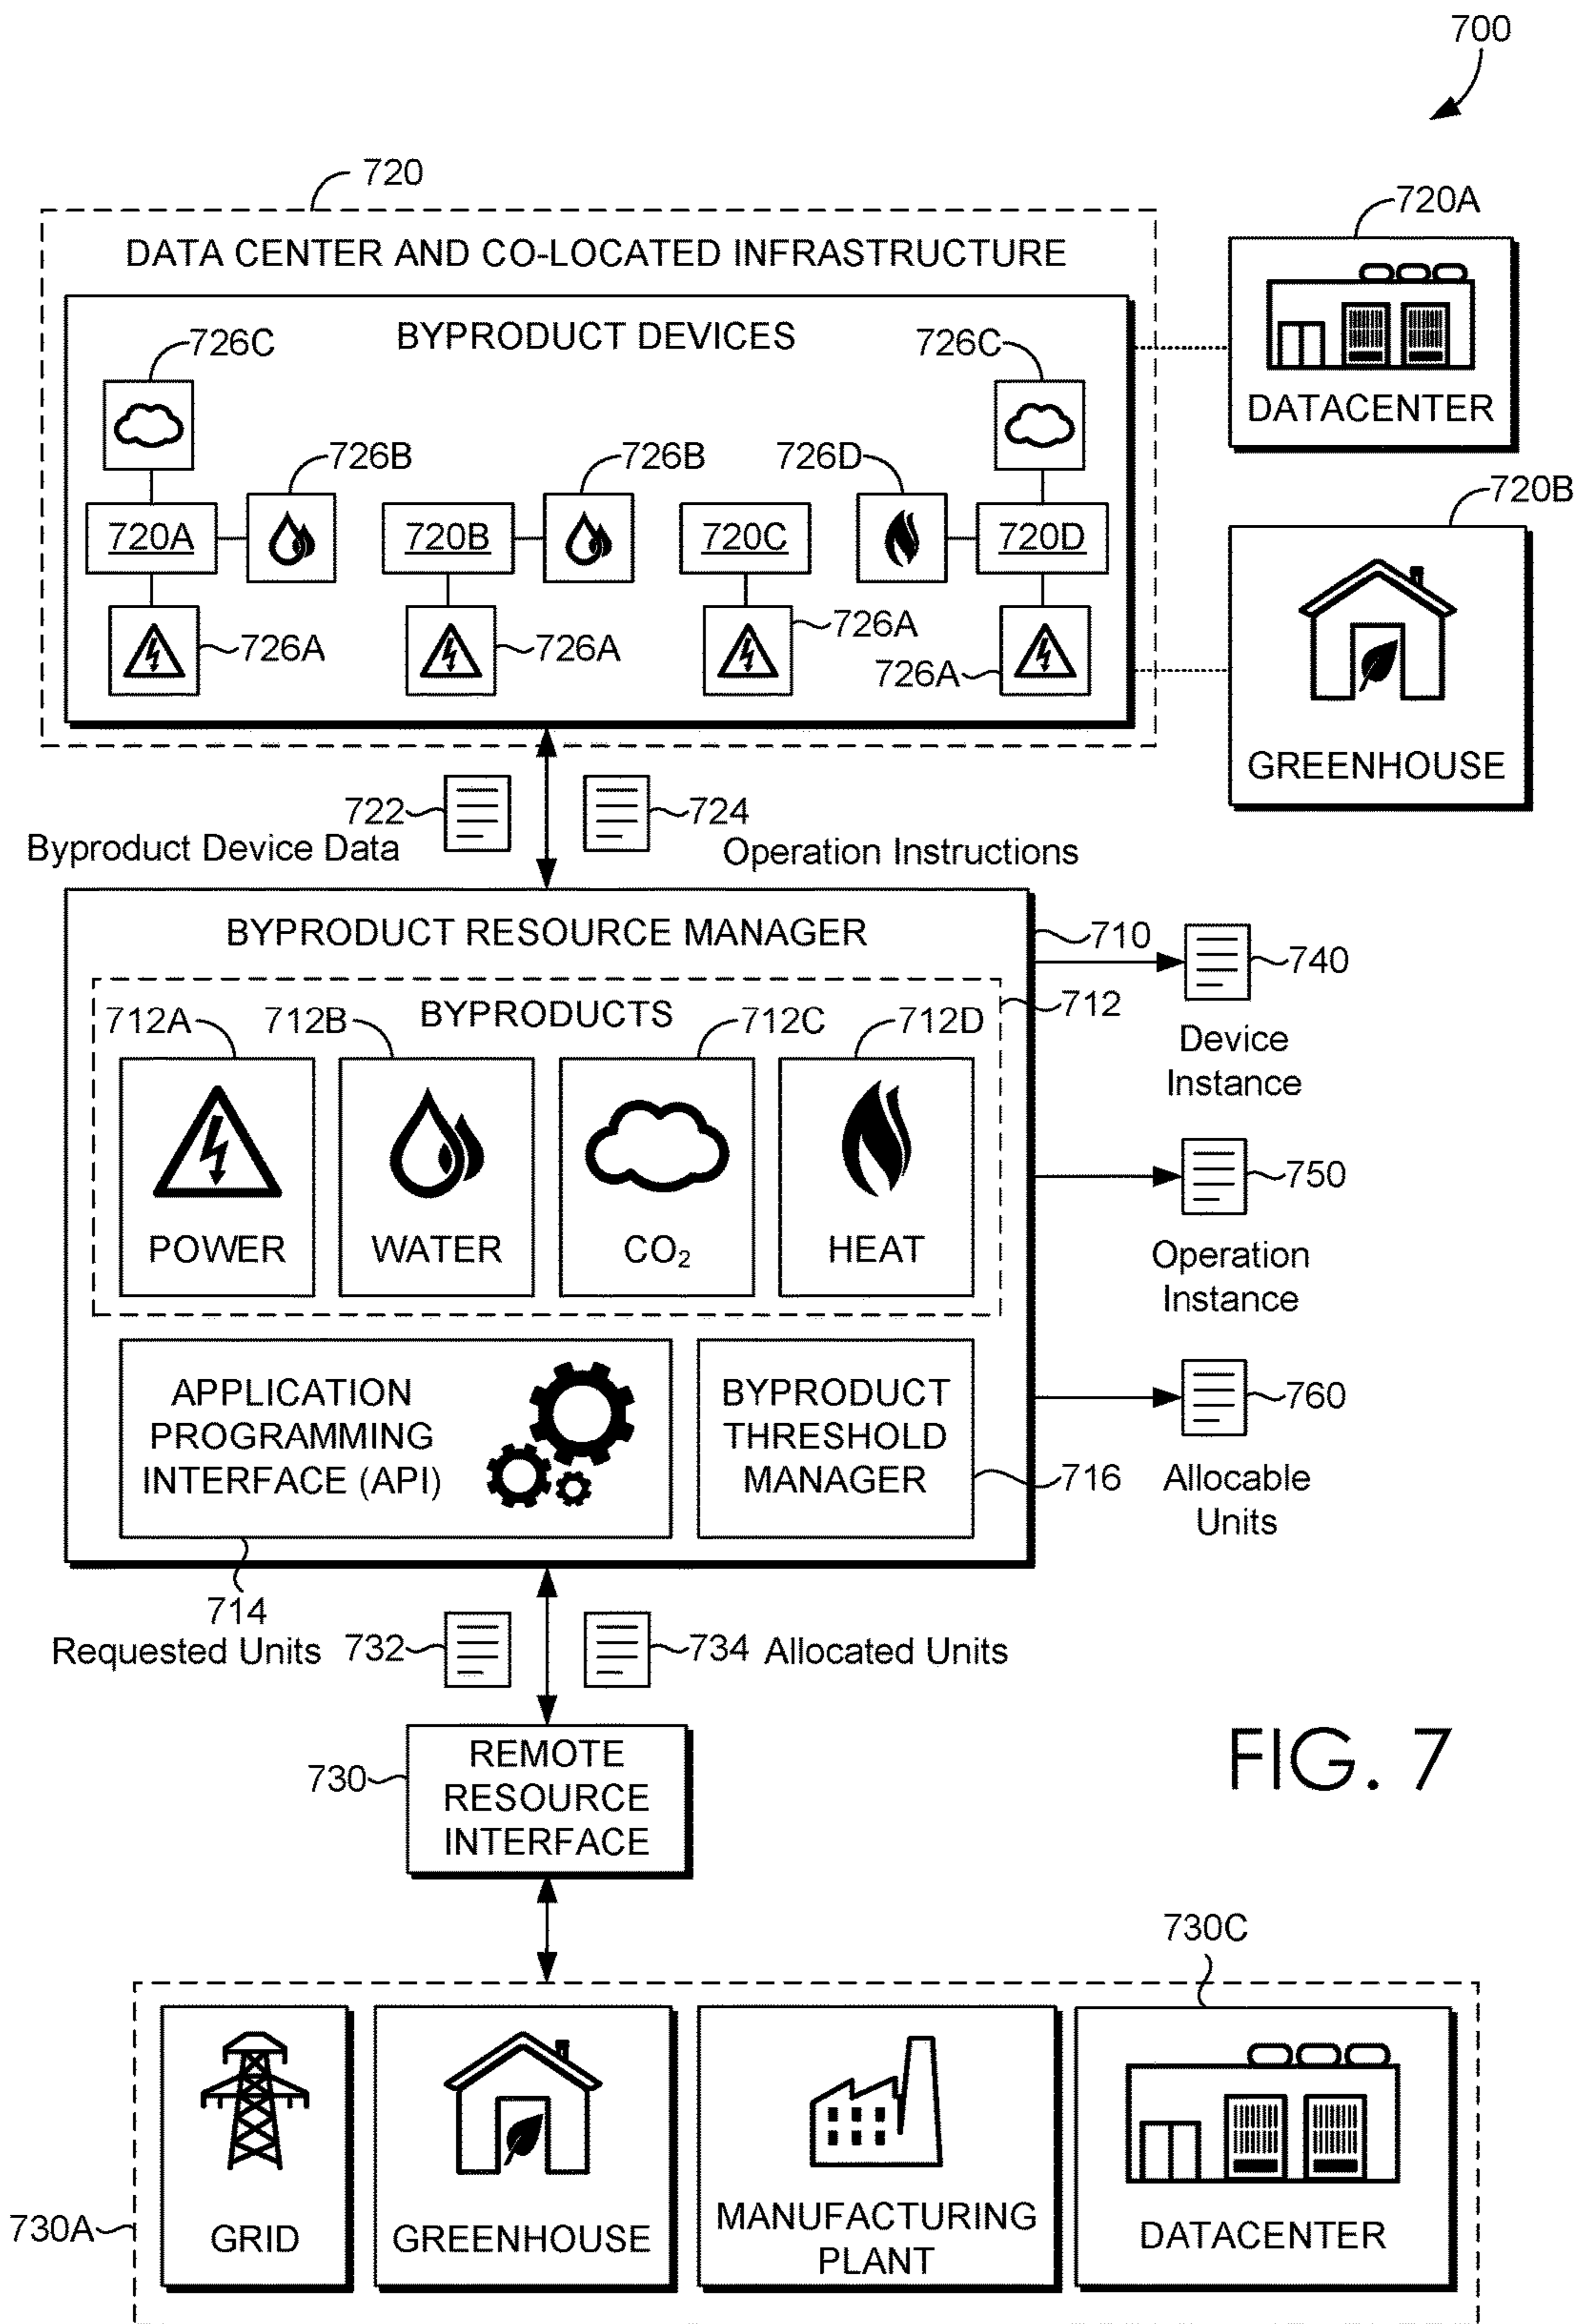 700
720
720A
DATA CENTER AND CO-LOCATED INFRASTRUCTURE
BYPRODUCT DEVICES
726C
726C
DATACENTER
726B
726B
726D
720B
720A
720B
720C
720D
726A
726A
726A
726A
GREENHOUSE
722
724
Byproduct Device Data
Operation Instructions
BYPRODUCT RESOURCE MANAGER
710
740
Device
Instance
BYPRODUCTS
712
712A
712B
712C
712D
POWER
WATER
CO₂
HEAT
750
Operation
Instance
APPLICATION
PROGRAMMING
INTERFACE (API)
BYPRODUCT
THRESHOLD
MANAGER
716
760
Allocable
Units
714
Requested Units
732
734
Allocated Units
REMOTE
RESOURCE
INTERFACE
730
FIG. 7
730C
730A
GRID
GREENHOUSE
MANUFACTURING
PLANT
DATACENTER